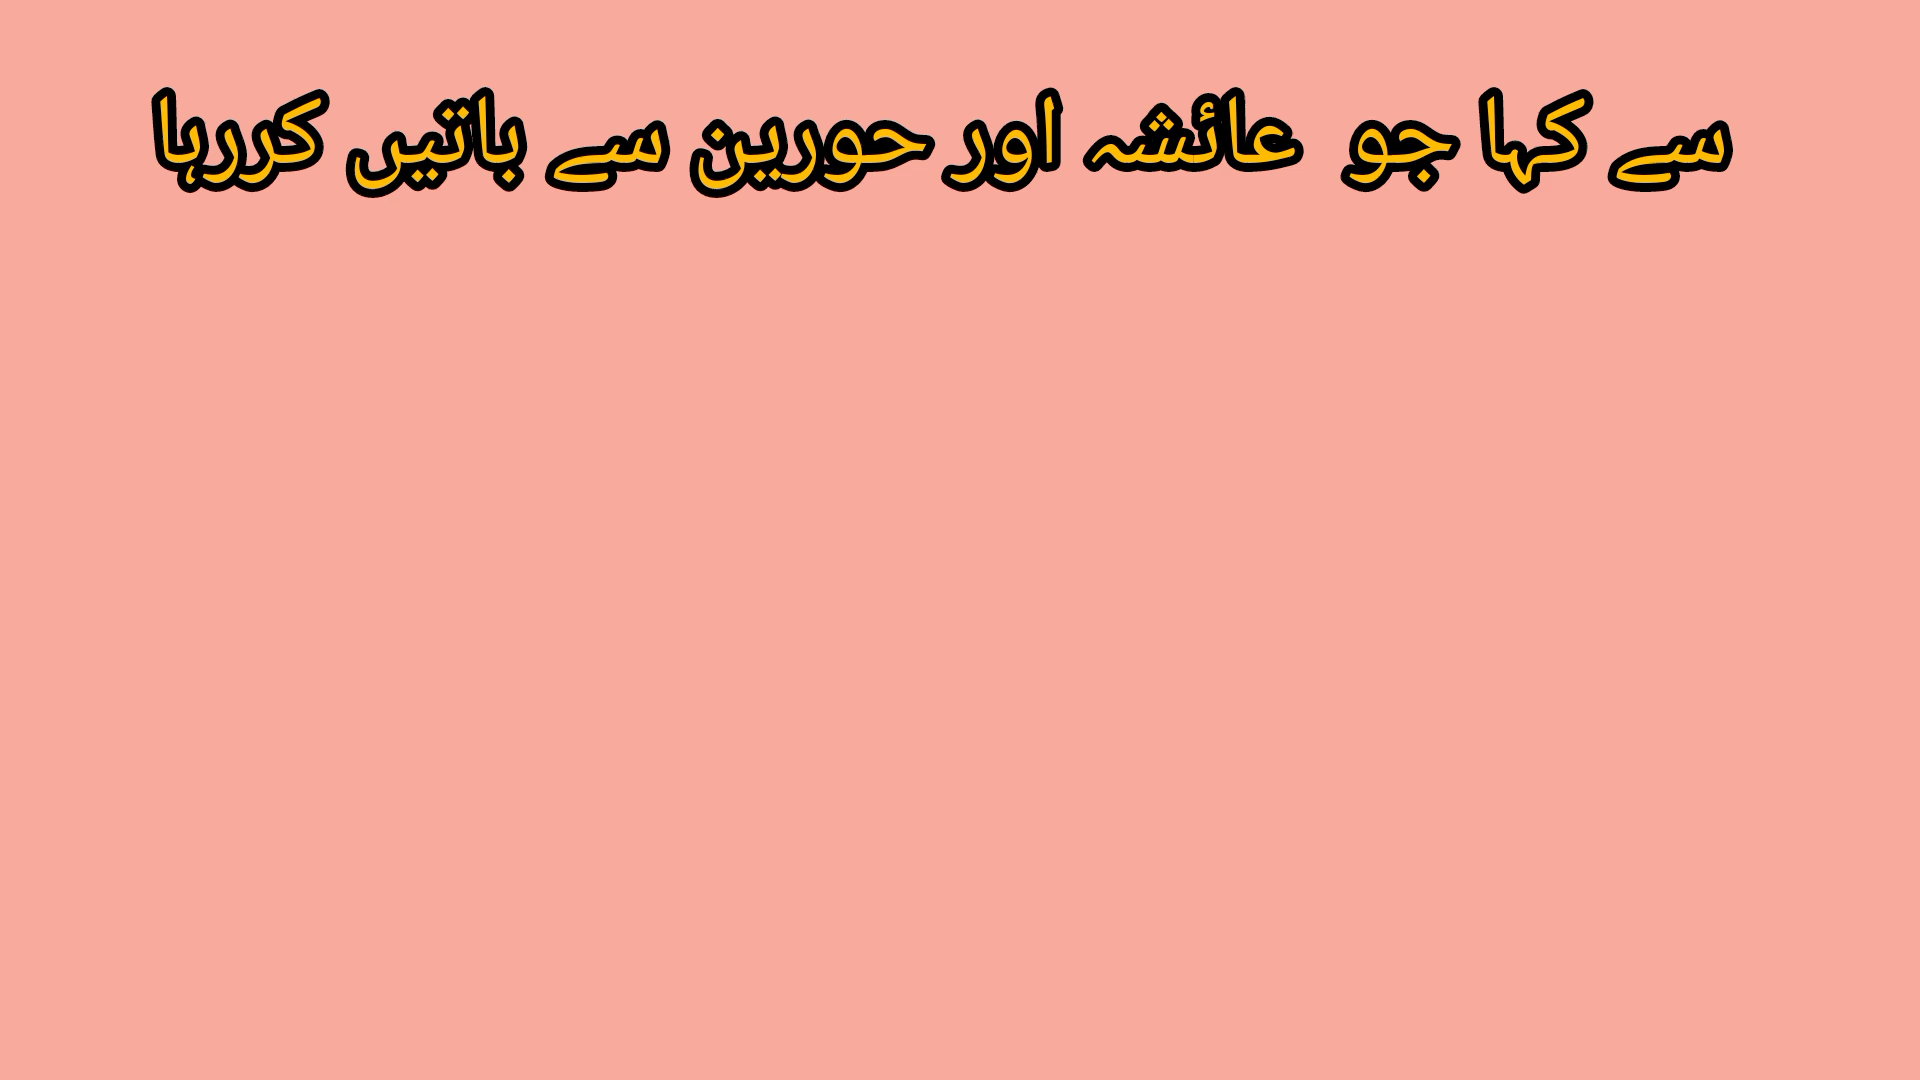 سے کہا جو عائشہ اور حورین سے باتیں کررہا